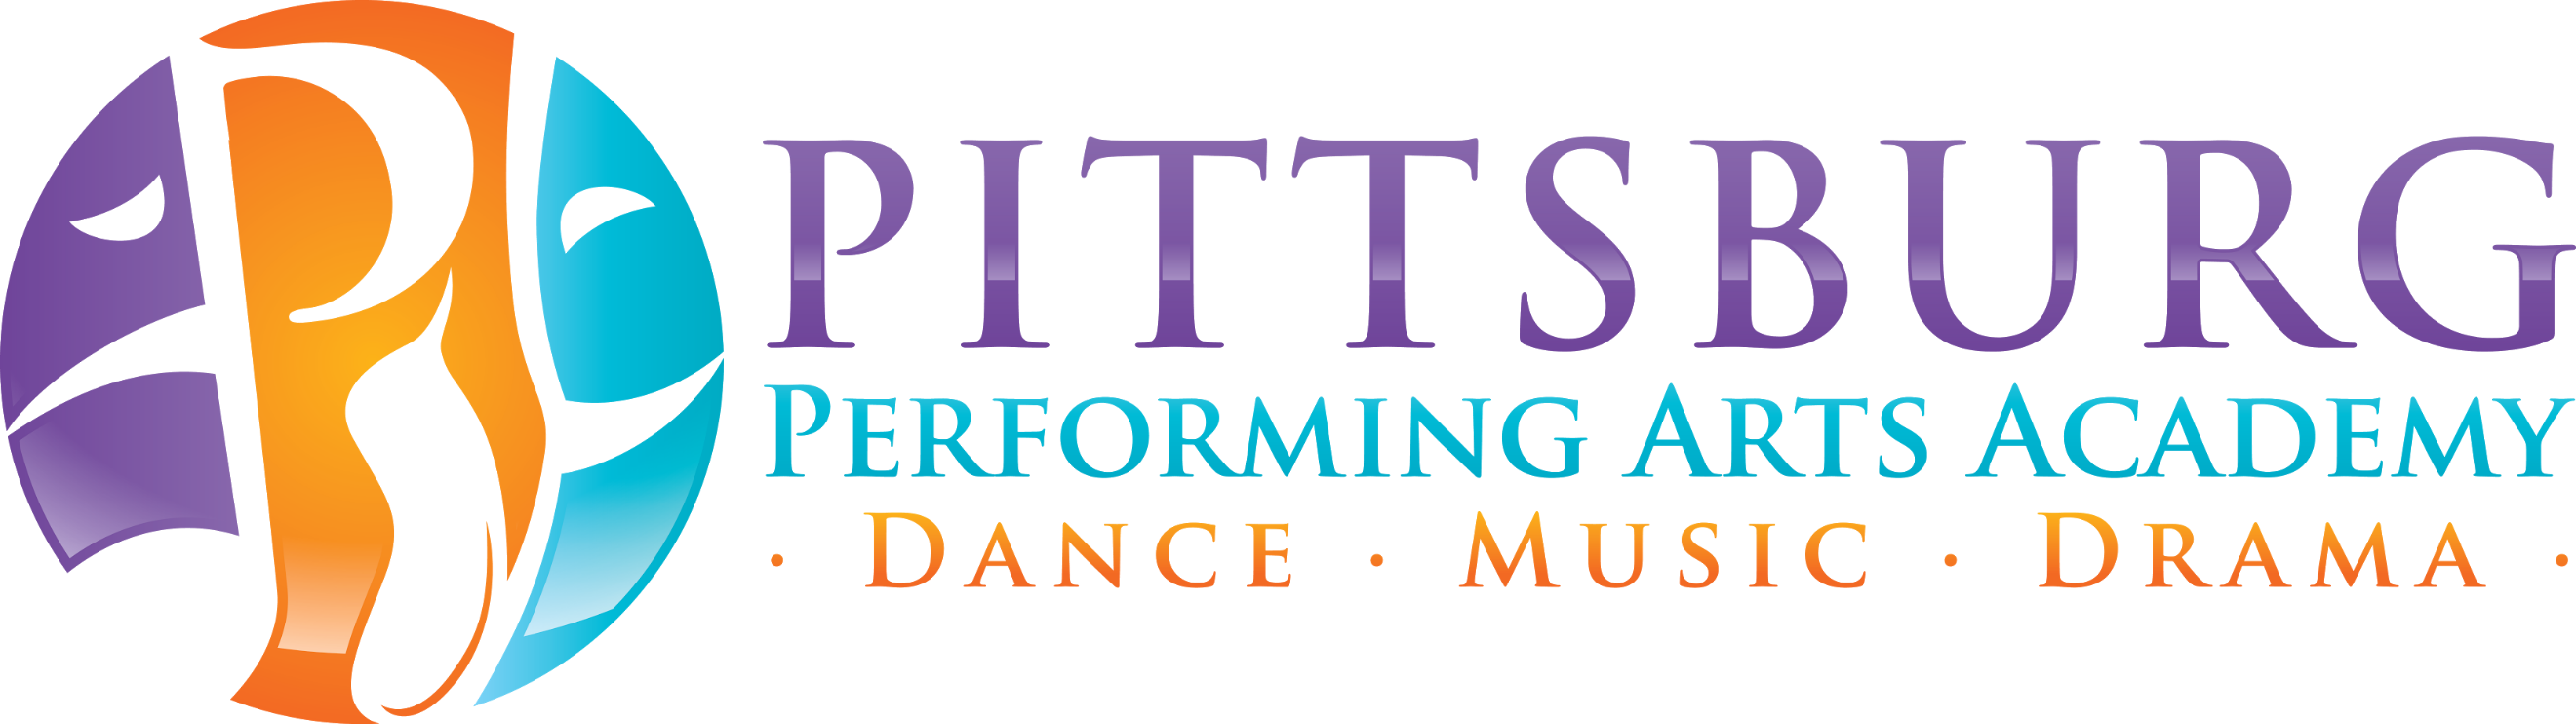 PITTSBURG
PERFORMING ARTS ACADEMY
· DANCE · MUSIC · DRAMA ·